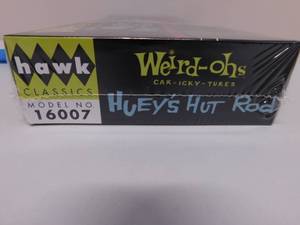 hawk
CLASSICS
MODEL NO.
16007
Weird-ohs
CAR-ICKY-TURES
HUEY'S HUT ROD